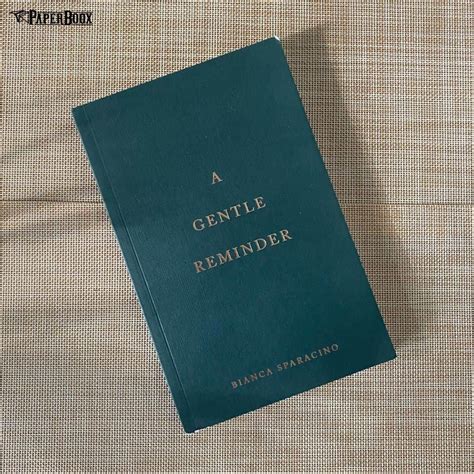 PAPERBOOX
A
GENTLE
REMINDER
BIANCA SPARACINO